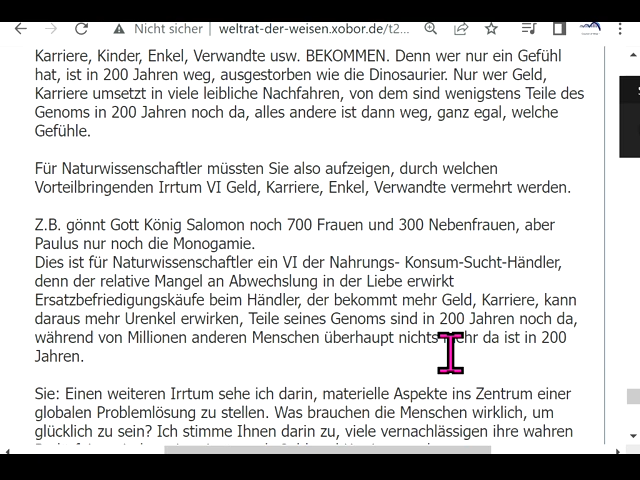 Nicht sicher | weltrat-der-weisen.xobor.de/t2...
Karriere, Kinder, Enkel, Verwandte usw. BEKOMMEN. Denn wer nur ein Gefühl
hat, ist in 200 Jahren weg, ausgestorben wie die Dinosaurier. Nur wer Geld,
Karriere umsetzt in viele leibliche Nachfahren, von dem sind wenigstens Teile des
Genoms in 200 Jahren noch da, alles andere ist dann weg, ganz egal, welche
Gefühle.
Für Naturwissenschaftler müssten Sie also aufzeigen, durch welchen
Vorteilbringenden Irrtum VI Geld, Karriere, Enkel, Verwandte vermehrt werden.
Z.B. gönnt Gott König Salomon noch 700 Frauen und 300 Nebenfrauen, aber
Paulus nur noch die Monogamie.
Dies ist für Naturwissenschaftler ein VI der Nahrungs- Konsum-Sucht-Händler,
denn der relative Mangel an Abwechslung in der Liebe erwirkt
Ersatzbefriedigungskäufe beim Händler, der bekommt mehr Geld, Karriere, kann
daraus mehr Urenkel erwirken, Teile seines Genoms sind in 200 Jahren noch da,
während von Millionen anderen Menschen überhaupt nichts mehr da ist in 200
Jahren.
Sie: Einen weiteren Irrtum sehe ich darin, materielle Aspekte ins Zentrum einer
globalen Problemlösung zu stellen. Was brauchen die Menschen wirklich, um
glücklich zu sein? Ich stimme Ihnen darin zu, viele vernachlässigen ihre wahren